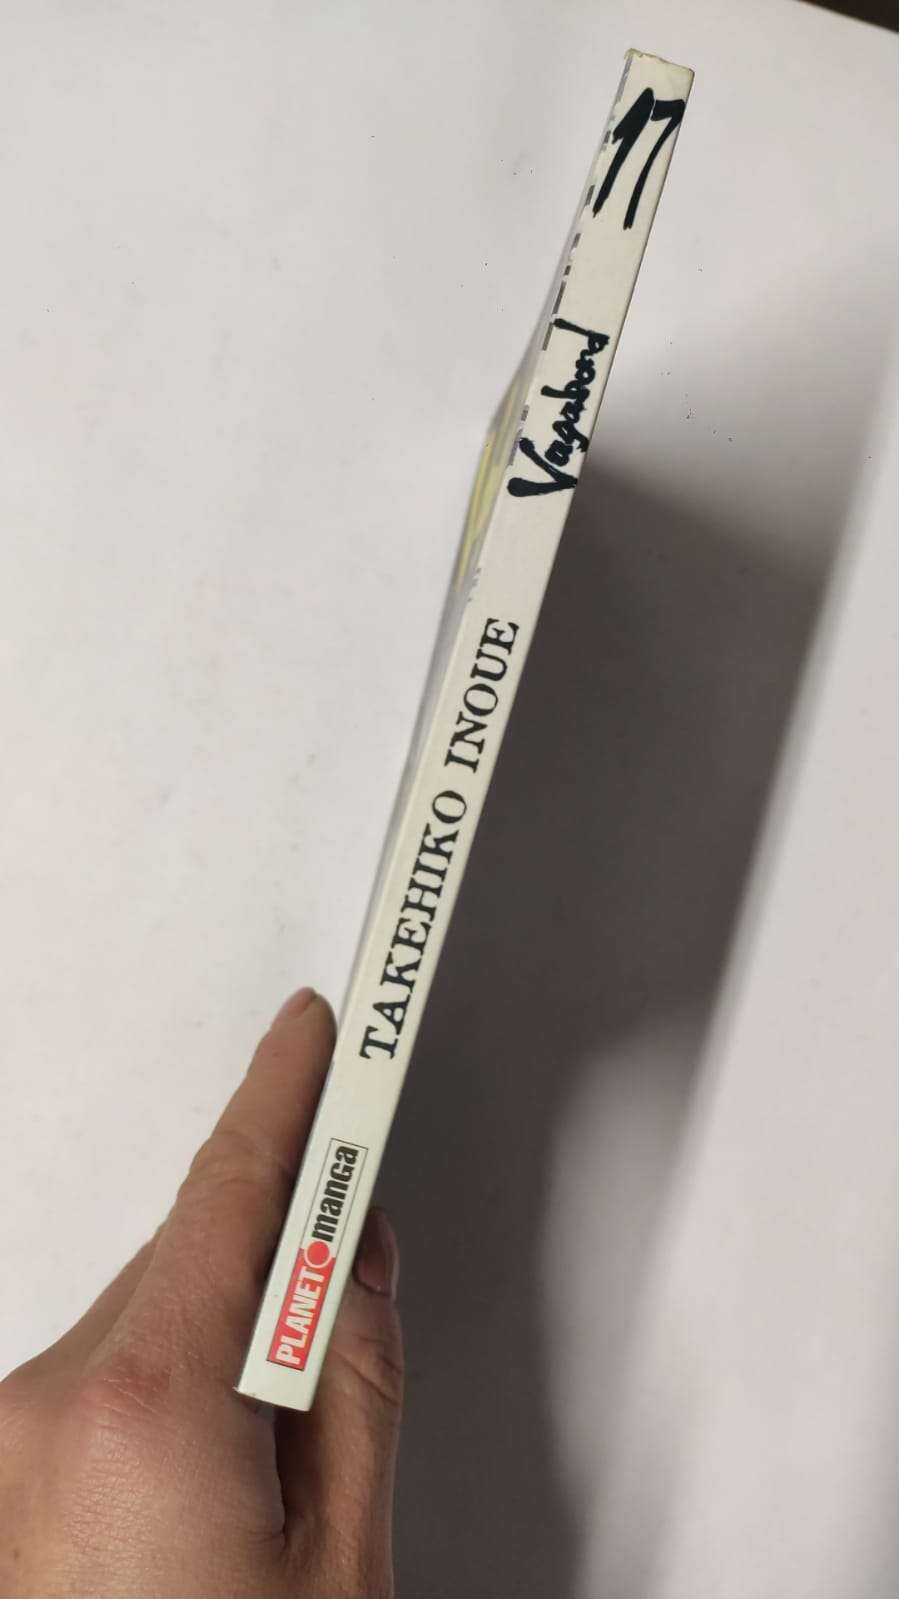 17
Vagabond
TAKEHIKO INOUE
PLANET manga